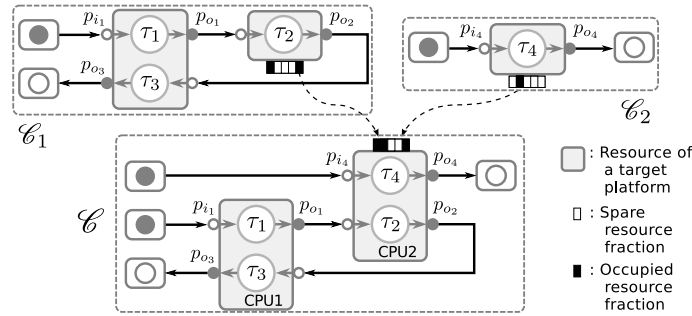 p_{i_1} τ_1 p_{o_1} τ_2 p_{o_2}
p_{o_3} τ_3
𝒞_1
p_{i_4} τ_4 p_{o_4}
𝒞_2
p_{i_4} τ_4 p_{o_4}
p_{i_1} τ_1 p_{o_1} τ_2 p_{o_2}
CPU2
p_{o_3} τ_3
CPU1
𝒞
: Resource of
a target
platform
: Spare
resource
fraction
: Occupied
resource
fraction